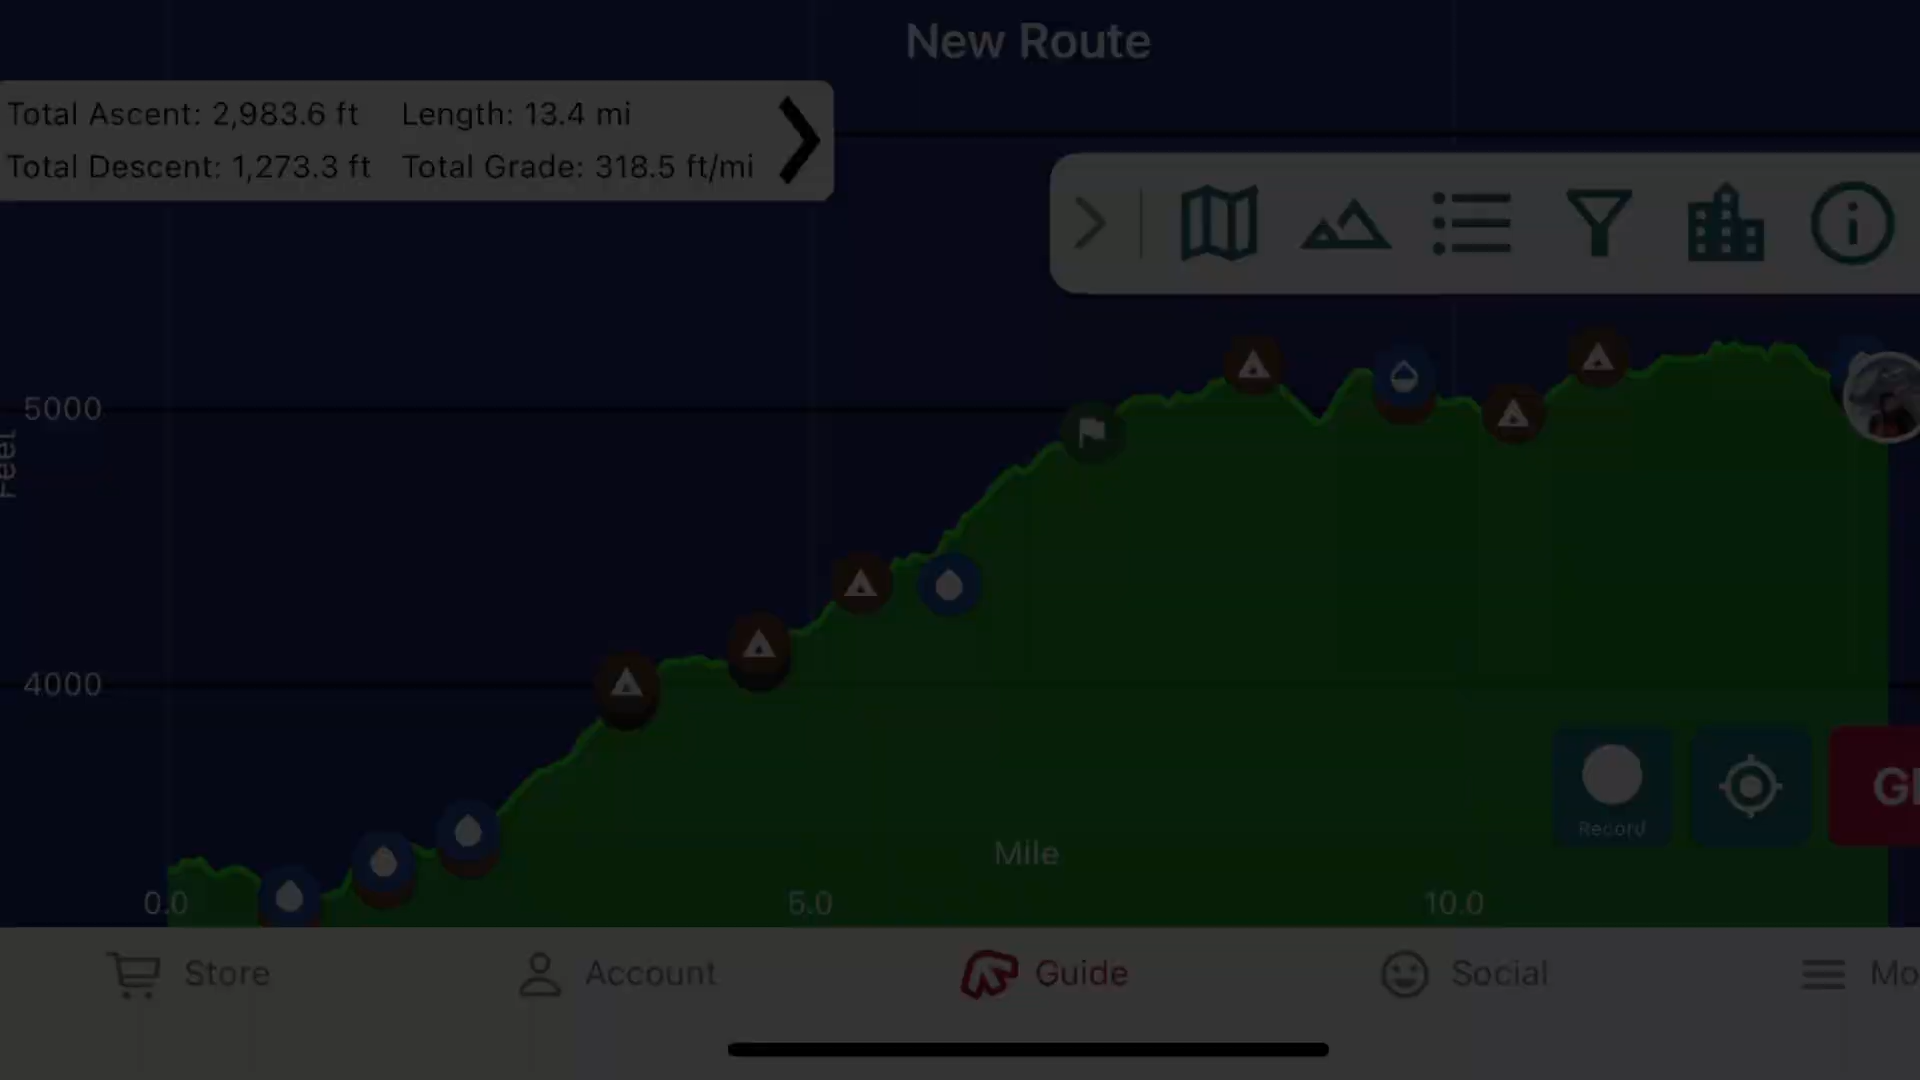 New Route
Total Ascent: 2,983.6 ft Length: 13.4 mi
Total Descent: 1,273.3 ft Total Grade: 318.5 ft/mi
5000
Feet
4000
Record
Mile
0.0 5.0 10.0
Store Account Guide Social